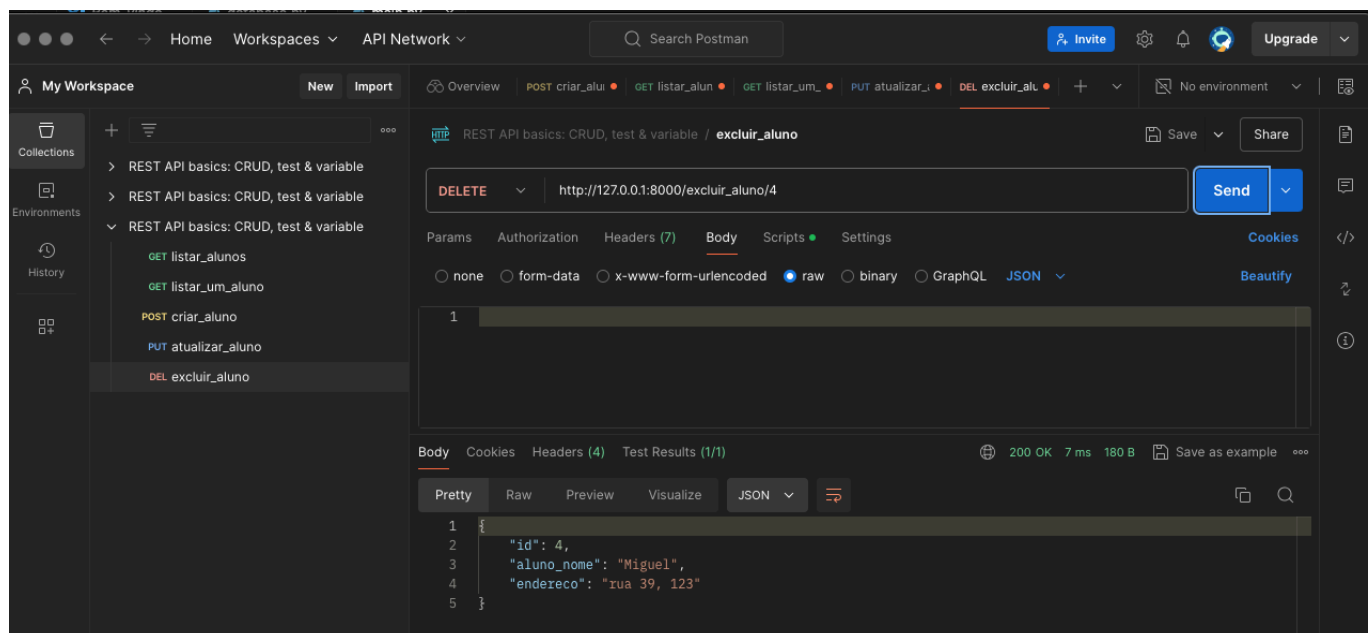 Home Workspaces API Network Search Postman Invite Upgrade
My Workspace New Import Overview POST criar_alu GET listar_alun GET listar_um_ PUT atualizar_ DEL excluir_alu No environment
Collections
Environments
History
REST API basics: CRUD, test & variable
REST API basics: CRUD, test & variable
REST API basics: CRUD, test & variable
GET listar_alunos
GET listar_um_aluno
POST criar_aluno
PUT atualizar_aluno
DEL excluir_aluno
HTTP REST API basics: CRUD, test & variable / excluir_aluno Save Share
DELETE http://127.0.0.1:8000/excluir_aluno/4 Send
Params Authorization Headers (7) Body Scripts Settings Cookies
none form-data x-www-form-urlencoded raw binary GraphQL JSON Beautify
1
Body Cookies Headers (4) Test Results (1/1) 200 OK 7 ms 180 B Save as example
Pretty Raw Preview Visualize JSON
1 {
2 "id": 4,
3 "aluno_nome": "Miguel",
4 "endereco": "rua 39, 123"
5 }